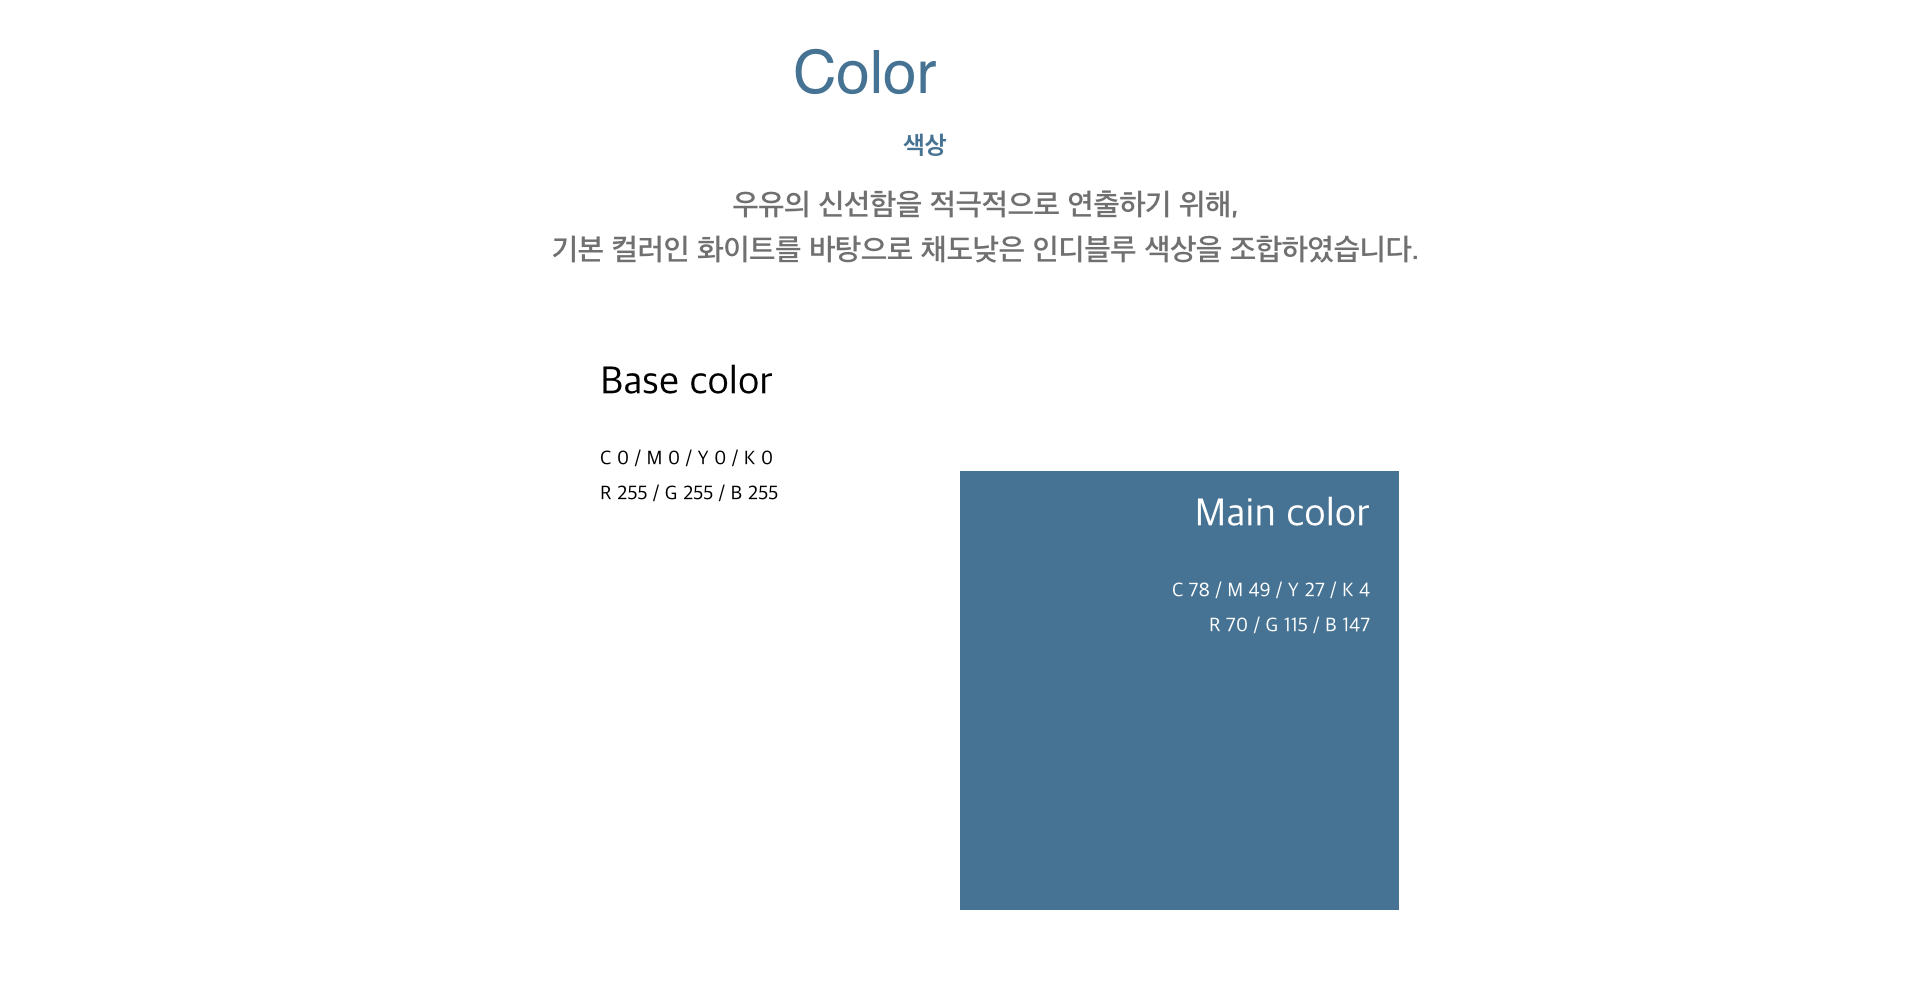 Color
색상
우유의 신선함을 적극적으로 연출하기 위해,
기본 컬러인 화이트를 바탕으로 채도낮은 인디블루 색상을 조합하였습니다.
Base color
C 0 / M 0 / Y 0 / K 0
R 255 / G 255 / B 255
Main color
C 78 / M 49 / Y 27 / K 4
R 70 / G 115 / B 147